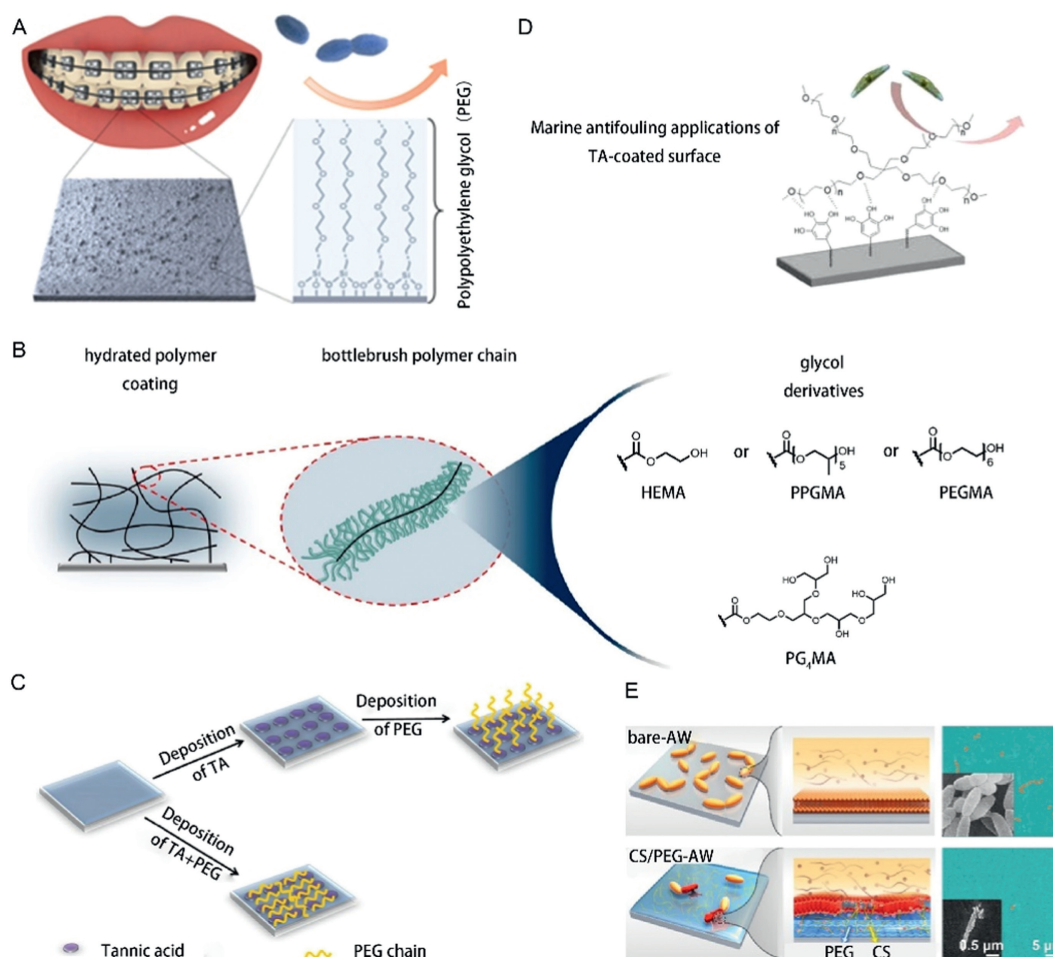 A
Polypolyethylene glycol (PEG)
D
Marine antifouling applications of
TA-coated surface
B
hydrated polymer
coating
bottlebrush polymer chain
glycol
derivatives
HEMA
or
PPGMA
or
PEGMA
PG₄MA
C
Deposition
of TA
Deposition
of PEG
Deposition
of TA+PEG
Tannic acid
PEG chain
E
bare-AW
CS/PEG-AW
PEG
CS
0.5 μm
5 μ